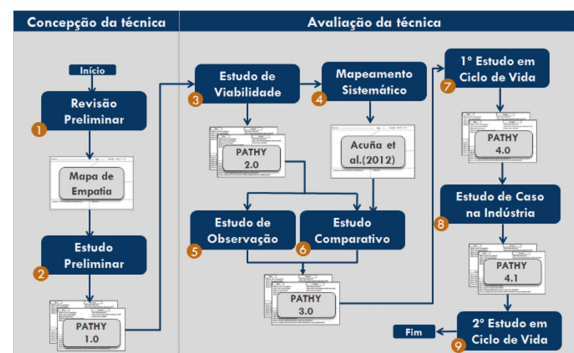 Concepção da técnica
Avaliação da técnica
Início
1
Revisão
Preliminar
Mapa de
Empatia
2
Estudo
Preliminar
PATHY
1.0
3
Estudo de
Viabilidade
PATHY
2.0
4
Mapeamento
Sistemático
Acuña et
al.(2012)
5
Estudo de
Observação
6
Estudo
Comparativo
PATHY
3.0
7
1º Estudo em
Ciclo de Vida
PATHY
4.0
8
Estudo de Caso
na Indústria
PATHY
4.1
9
2º Estudo em
Ciclo de Vida
Fim